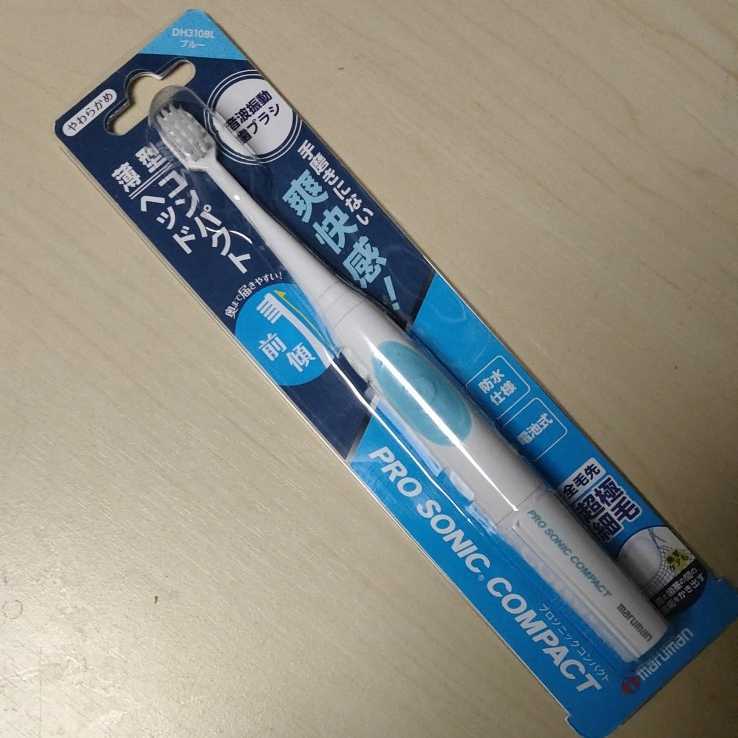 DH310BL
ブルー
やわらかめ
音波振動
歯ブラシ
薄型
コンパクト
ヘッド
手磨きにない
爽快感!
奥まで届きやすい!
前傾
防水
仕様
電池式
全毛先
超極
細毛
PRO SONIC COMPACT
maruman
PRO SONIC® COMPACT
プロソニックコンパクト
maruman